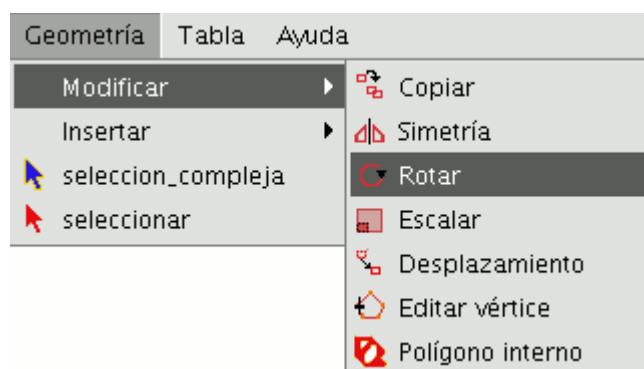 Geometría Tabla Ayuda
Modificar
Insertar
seleccion_compleja
seleccionar
Copiar
Simetría
Rotar
Escalar
Desplazamiento
Editar vértice
Polígono interno